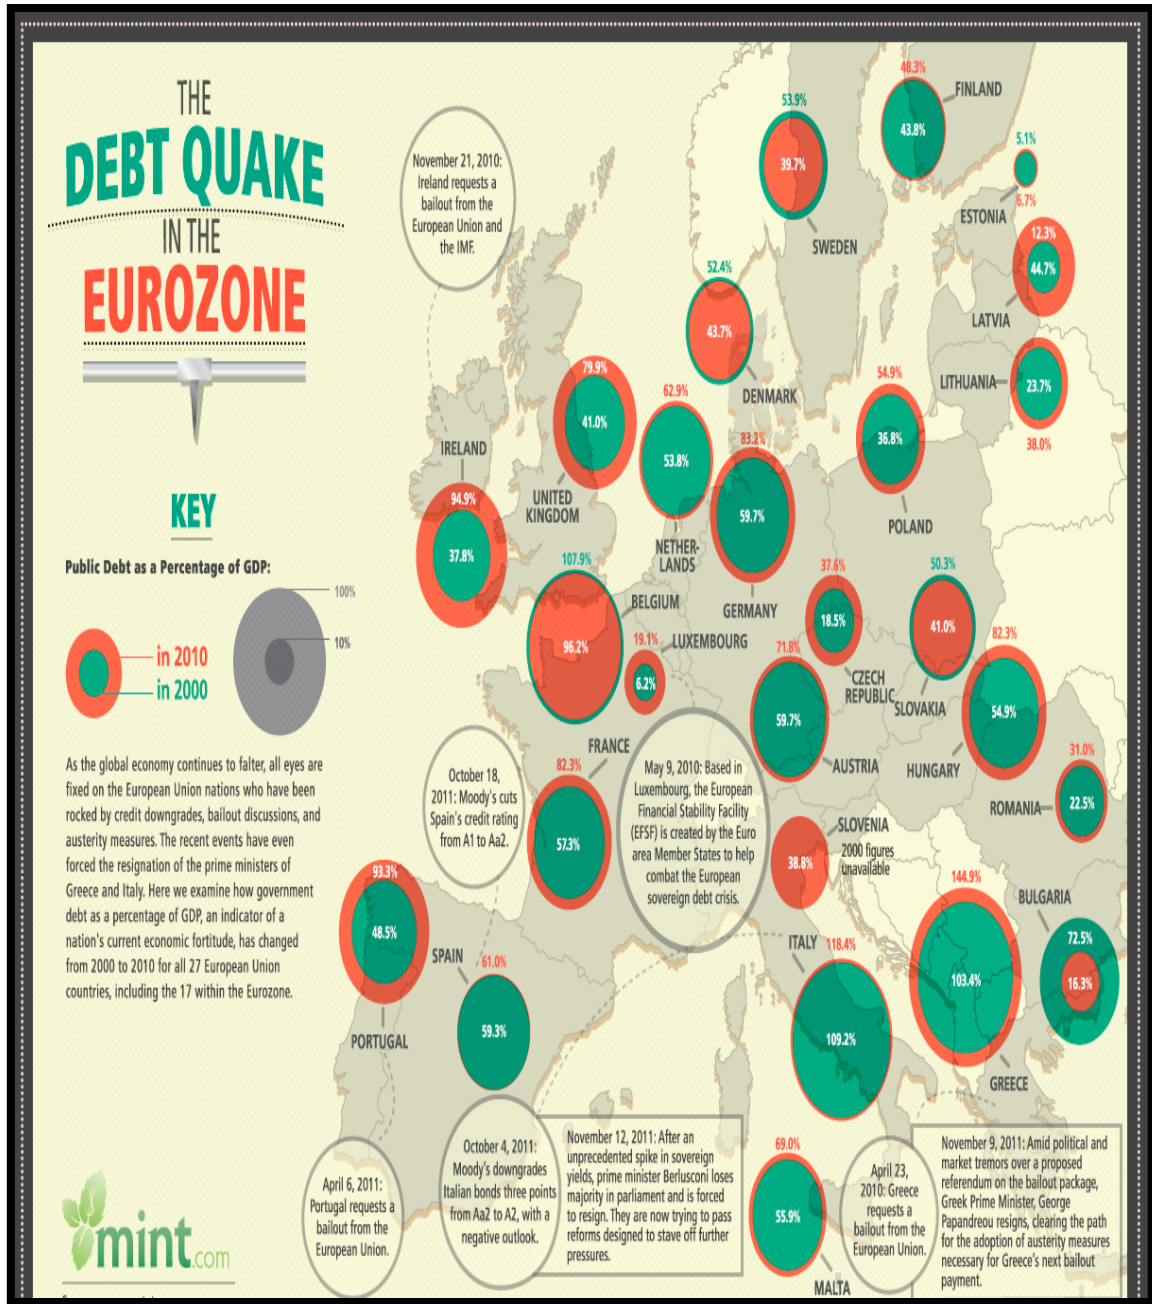 THE
DEBT QUAKE
IN THE
EUROZONE
KEY
Public Debt as a Percentage of GDP:
100%
10%
in 2010
in 2000
As the global economy continues to falter, all eyes are
fixed on the European Union nations who have been
rocked by credit downgrades, bailout discussions, and
austerity measures. The recent events have even
forced the resignation of the prime ministers of
Greece and Italy. Here we examine how government
debt as a percentage of GDP, an indicator of a
nation's current economic fortitude, has changed
from 2000 to 2010 for all 27 European Union
countries, including the 17 within the Eurozone.
mint.com
November 21, 2010:
Ireland requests a
bailout from the
European Union and
the IMF.
48.3%
43.8%
FINLAND
53.9%
39.7%
SWEDEN
5.1%
6.7%
ESTONIA
12.3%
44.7%
LATVIA
52.4%
43.7%
DENMARK
LITHUANIA
23.7%
38.0%
79.9%
41.0%
UNITED
KINGDOM
62.9%
53.8%
NETHER-
LANDS
83.2%
59.7%
GERMANY
54.9%
36.8%
POLAND
IRELAND
94.9%
37.8%
107.9%
96.2%
BELGIUM
19.1%
6.2%
LUXEMBOURG
37.6%
18.5%
CZECH
REPUBLIC
50.3%
41.0%
SLOVAKIA
71.8%
59.7%
AUSTRIA
82.3%
54.9%
HUNGARY
31.0%
22.5%
ROMANIA
FRANCE
82.3%
57.3%
October 18,
2011: Moody's cuts
Spain's credit rating
from A1 to Aa2.
May 9, 2010: Based in
Luxembourg, the European
Financial Stability Facility
(EFSF) is created by the Euro
area Member States to help
combat the European
sovereign debt crisis.
SLOVENIA
2000 figures
unavailable
38.8%
93.3%
48.5%
PORTUGAL
SPAIN
61.0%
59.3%
ITALY
118.4%
109.2%
144.9%
103.4%
GREECE
BULGARIA
72.5%
16.3%
69.0%
55.9%
MALTA
April 6, 2011:
Portugal requests a
bailout from the
European Union.
October 4, 2011:
Moody's downgrades
Italian bonds three points
from Aa2 to A2, with a
negative outlook.
November 12, 2011: After an
unprecedented spike in sovereign
yields, prime minister Berlusconi loses
majority in parliament and is forced
to resign. They are now trying to pass
reforms designed to stave off further
pressures.
April 23,
2010: Greece
requests a
bailout from the
European Union.
November 9, 2011: Amid political and
market tremors over a proposed
referendum on the bailout package,
Greek Prime Minister, George
Papandreou resigns, clearing the path
for the adoption of austerity measures
necessary for Greece's next bailout
payment.